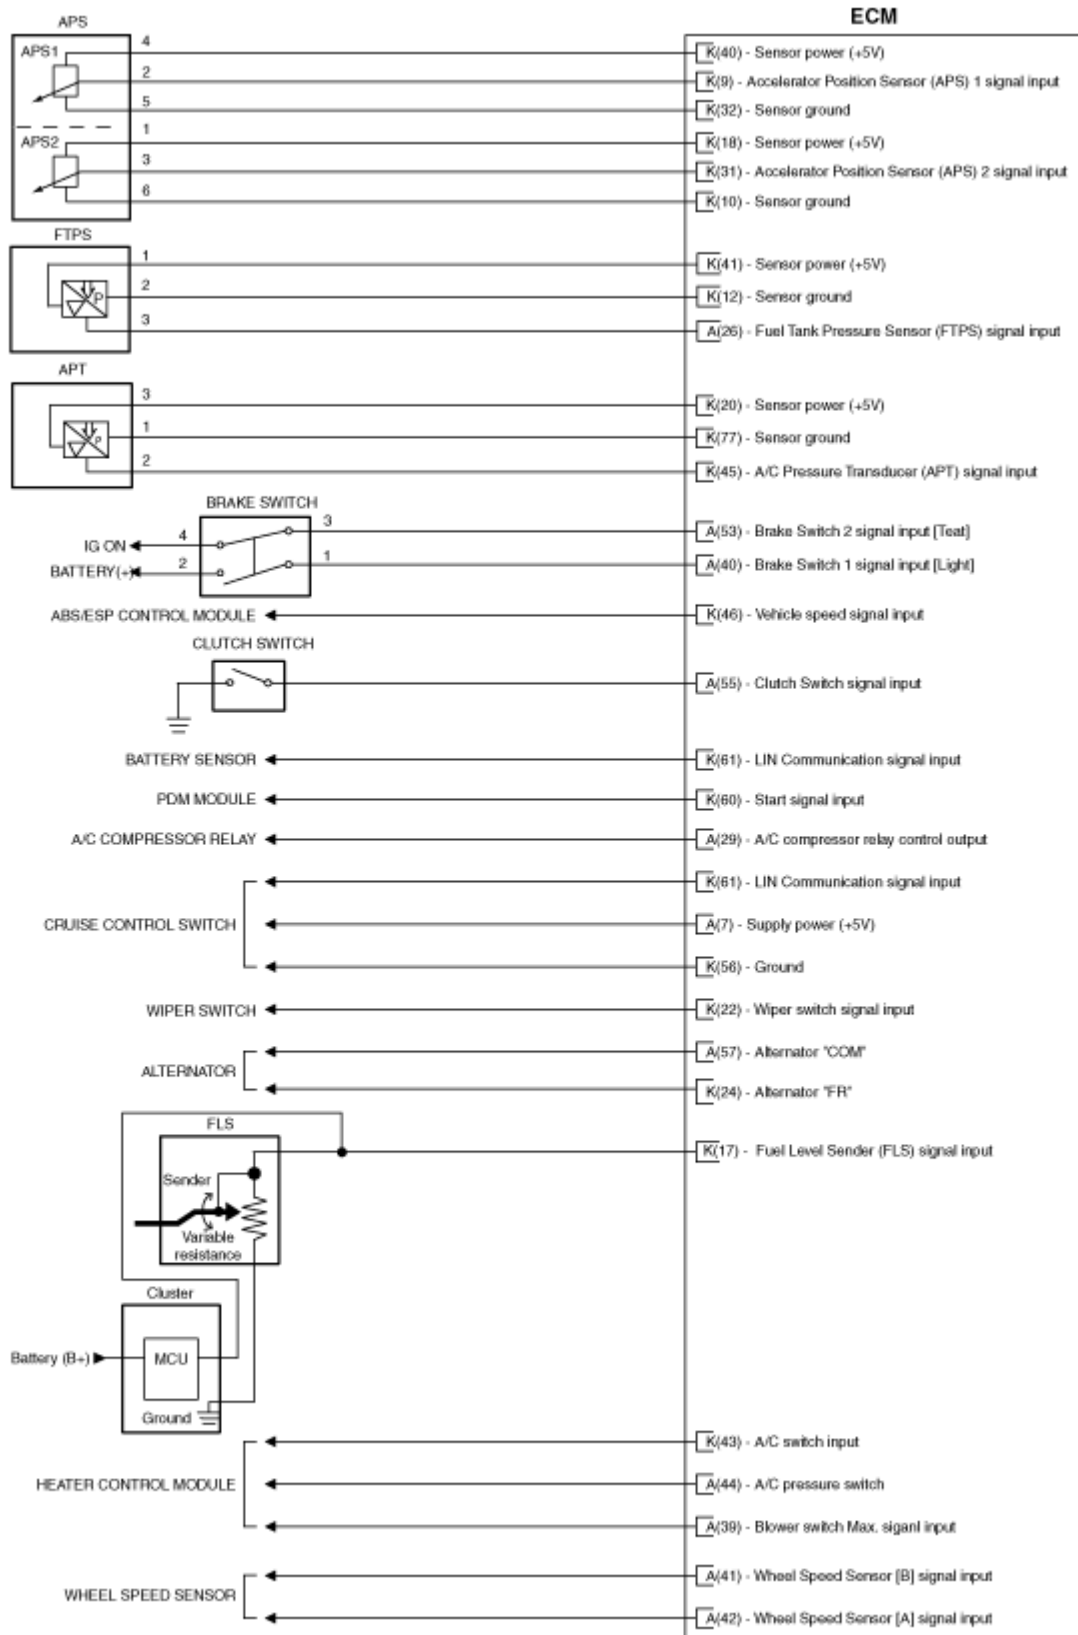 ECM
APS
APS1
4
K(40) - Sensor power (+5V)
2
K(9) - Accelerator Position Sensor (APS) 1 signal input
5
K(32) - Sensor ground
APS2
1
K(18) - Sensor power (+5V)
3
K(31) - Accelerator Position Sensor (APS) 2 signal input
6
K(10) - Sensor ground
FTPS
1
K(41) - Sensor power (+5V)
P
2
K(12) - Sensor ground
3
A(26) - Fuel Tank Pressure Sensor (FTPS) signal input
APT
3
K(20) - Sensor power (+5V)
P
1
K(77) - Sensor ground
2
K(45) - A/C Pressure Transducer (APT) signal input
BRAKE SWITCH
IG ON
4
3
A(53) - Brake Switch 2 signal input [Teat]
BATTERY(+)
2
1
A(40) - Brake Switch 1 signal input [Light]
ABS/ESP CONTROL MODULE
K(46) - Vehicle speed signal input
CLUTCH SWITCH
A(55) - Clutch Switch signal input
BATTERY SENSOR
K(61) - LIN Communication signal input
PDM MODULE
K(60) - Start signal input
A/C COMPRESSOR RELAY
A(29) - A/C compressor relay control output
CRUISE CONTROL SWITCH
K(61) - LIN Communication signal input
A(7) - Supply power (+5V)
K(56) - Ground
WIPER SWITCH
K(22) - Wiper switch signal input
ALTERNATOR
A(57) - Alternator "COM"
K(24) - Alternator "FR"
FLS
K(17) - Fuel Level Sender (FLS) signal input
Sender
Variable
resistance
Cluster
Battery (B+)
MCU
Ground
HEATER CONTROL MODULE
K(43) - A/C switch input
A(44) - A/C pressure switch
A(39) - Blower switch Max. siganl input
WHEEL SPEED SENSOR
A(41) - Wheel Speed Sensor [B] signal input
A(42) - Wheel Speed Sensor [A] signal input